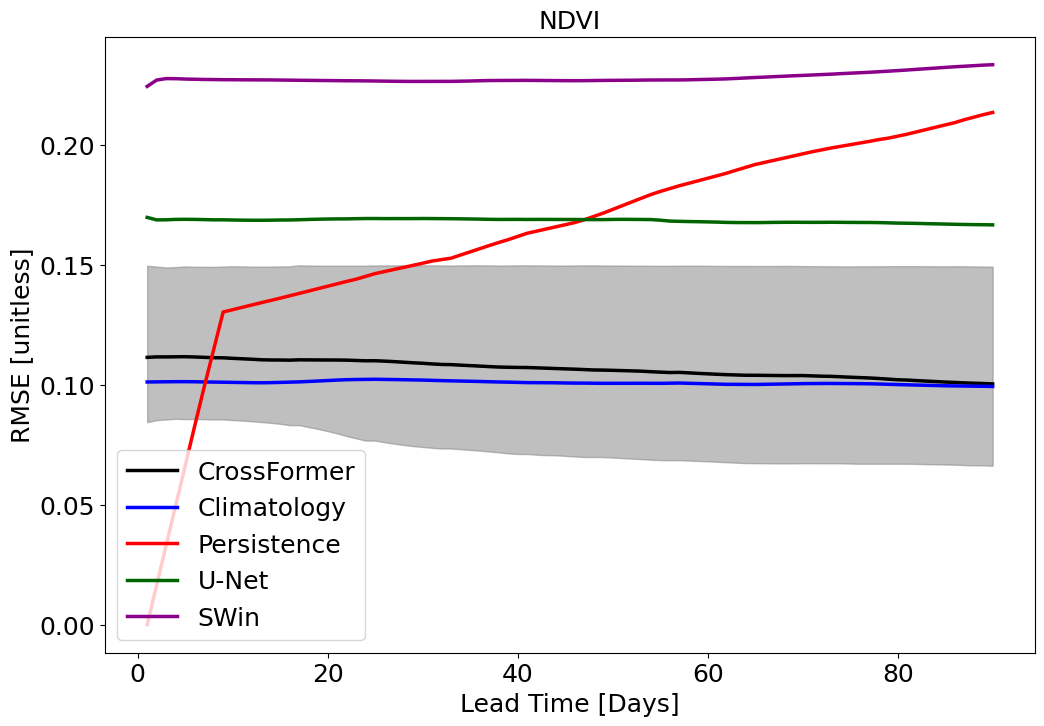 NDVI
RMSE [unitless]
0.20
0.15
0.10
0.05
0.00
CrossFormer
Climatology
Persistence
U-Net
SWin
0 20 40 60 80
Lead Time [Days]